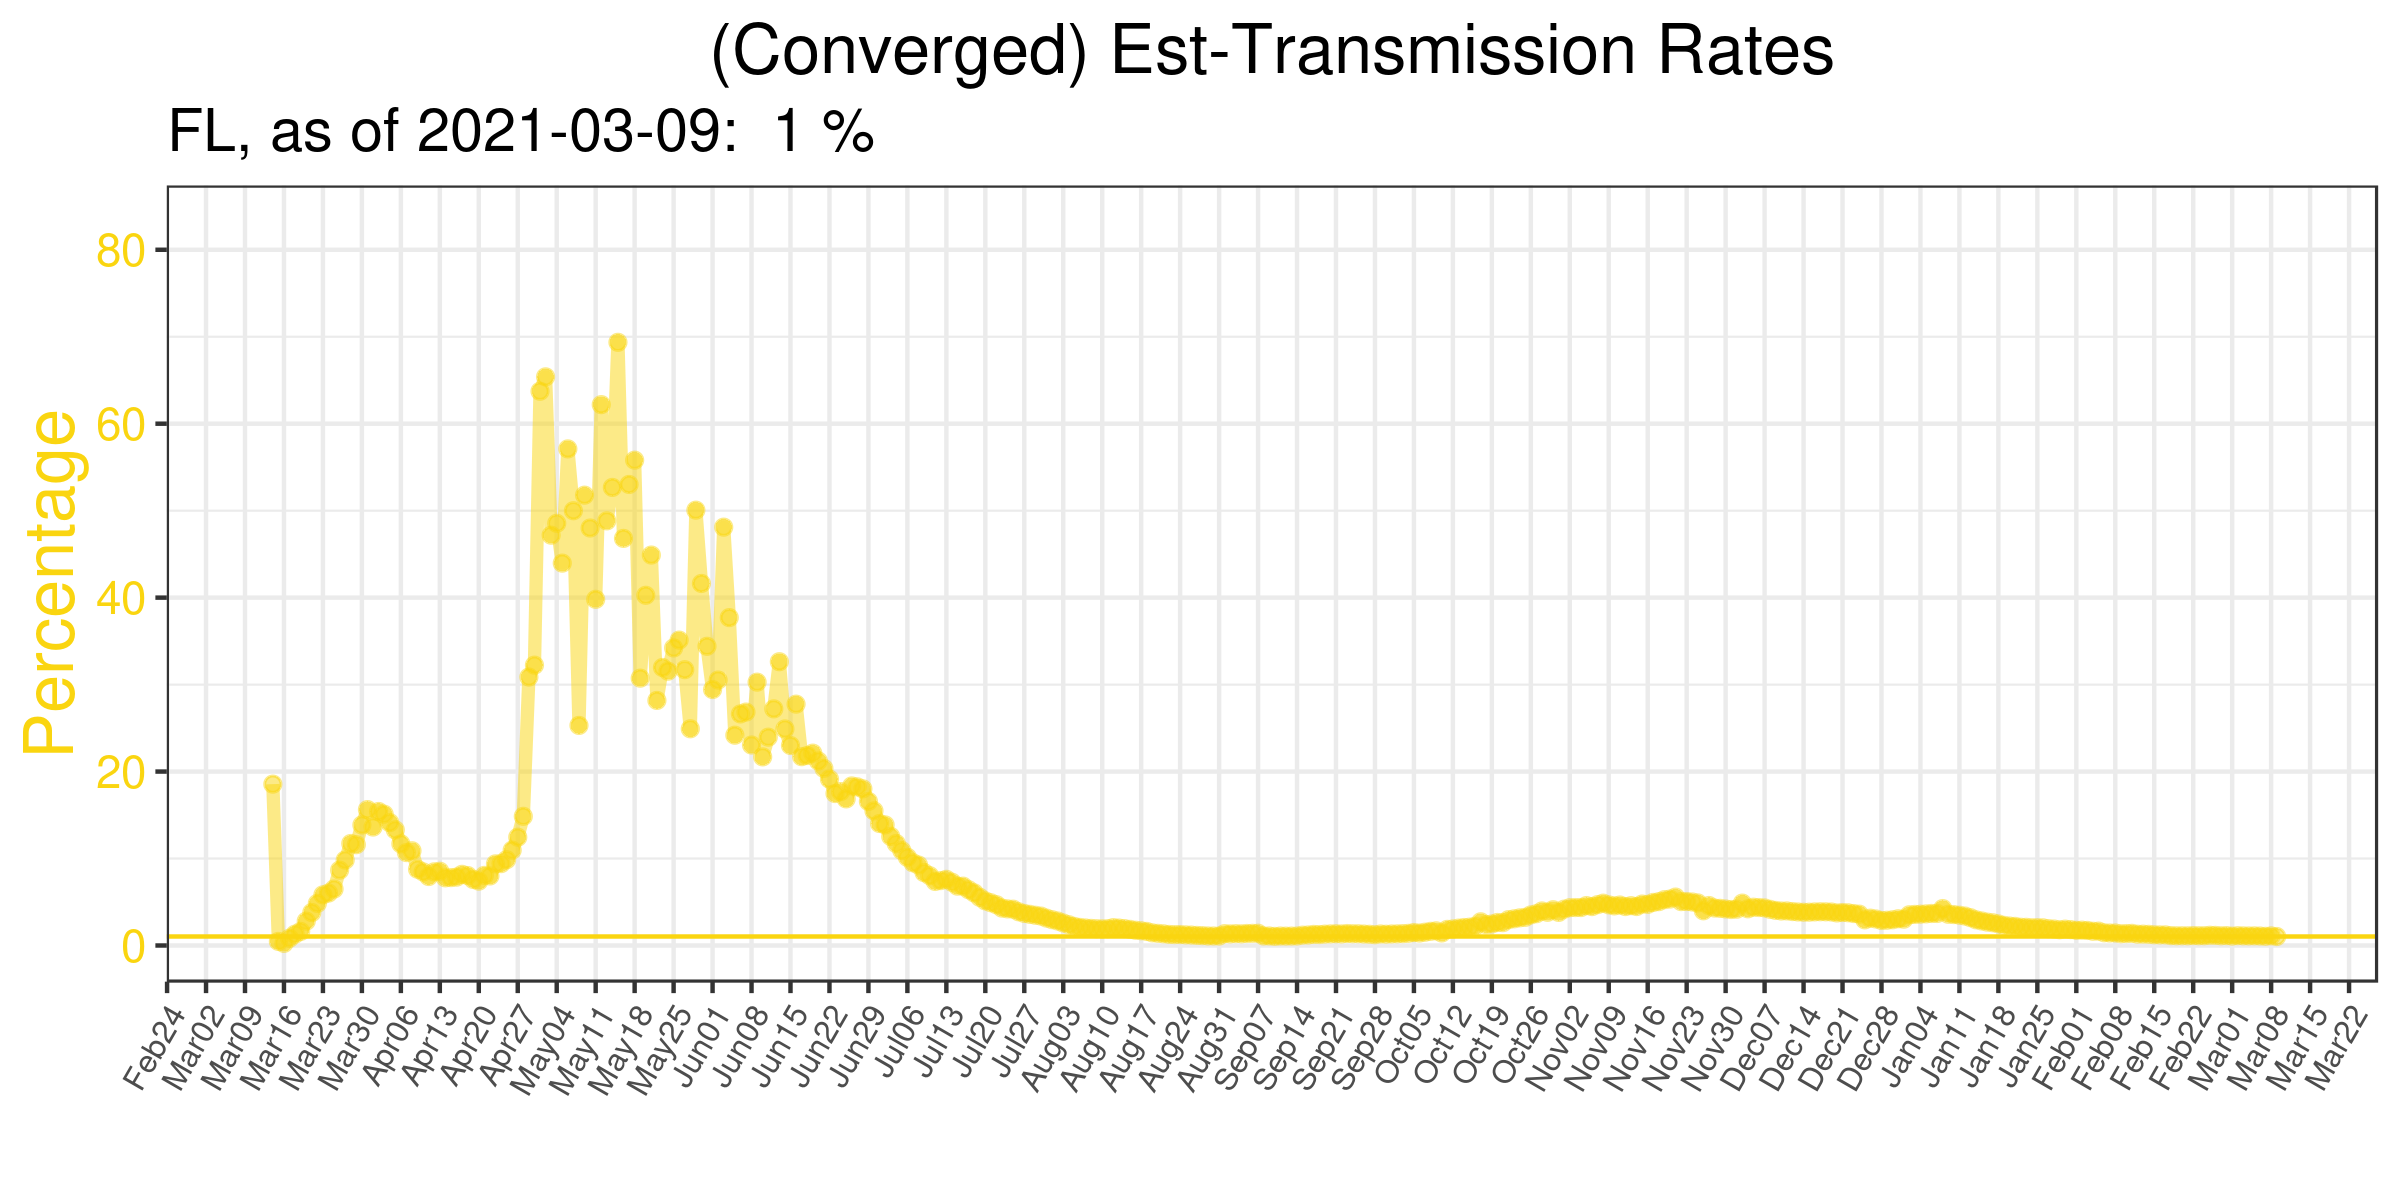 (Converged) Est-Transmission Rates
FL, as of 2021-03-09:  1 %
Percentage
80
60
40
20
0
Feb24 Mar02 Mar09 Mar16 Mar23 Mar30 Apr06 Apr13 Apr20 Apr27 May04 May11 May18 May25 Jun01 Jun08 Jun15 Jun22 Jun29 Jul06 Jul13 Jul20 Jul27 Aug03 Aug10 Aug17 Aug24 Aug31 Sep07 Sep14 Sep21 Sep28 Oct05 Oct12 Oct19 Oct26 Nov02 Nov09 Nov16 Nov23 Nov30 Dec07 Dec14 Dec21 Dec28 Jan04 Jan11 Jan18 Jan25 Feb01 Feb08 Feb15 Feb22 Mar01 Mar08 Mar15 Mar22